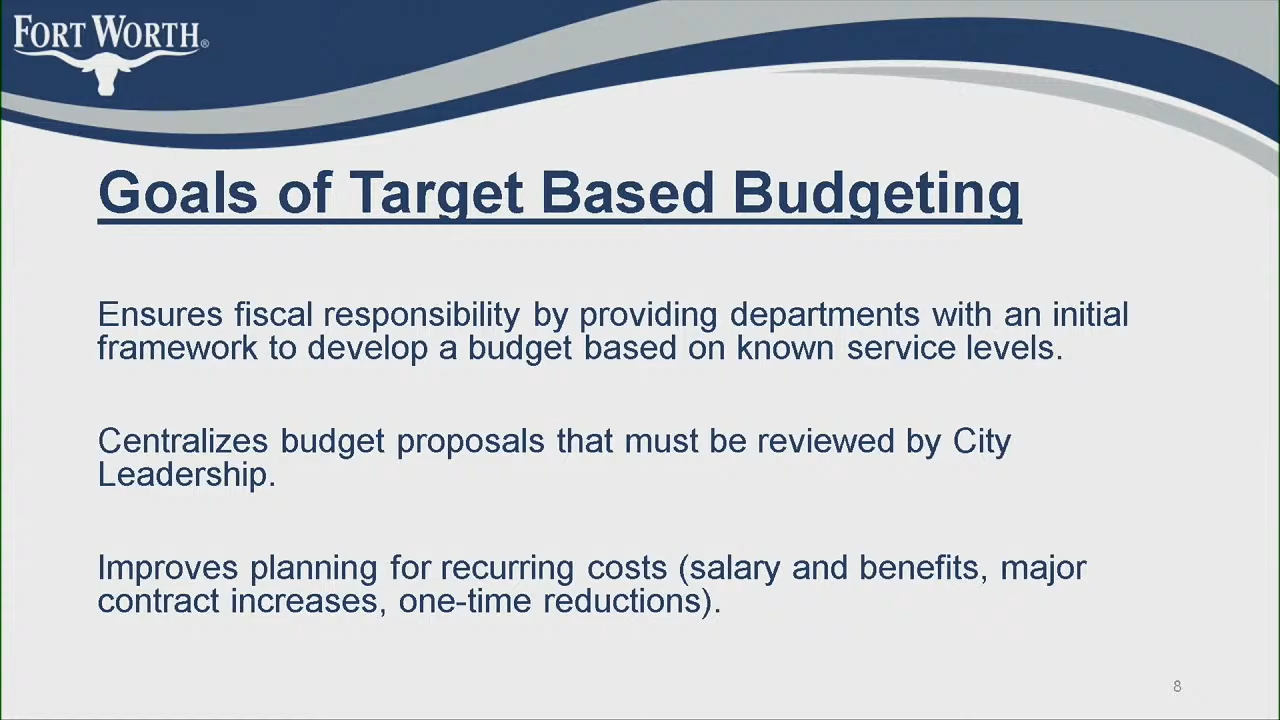 FORT WORTH®
Goals of Target Based Budgeting
Ensures fiscal responsibility by providing departments with an initial
framework to develop a budget based on known service levels.
Centralizes budget proposals that must be reviewed by City
Leadership.
Improves planning for recurring costs (salary and benefits, major
contract increases, one-time reductions).
8